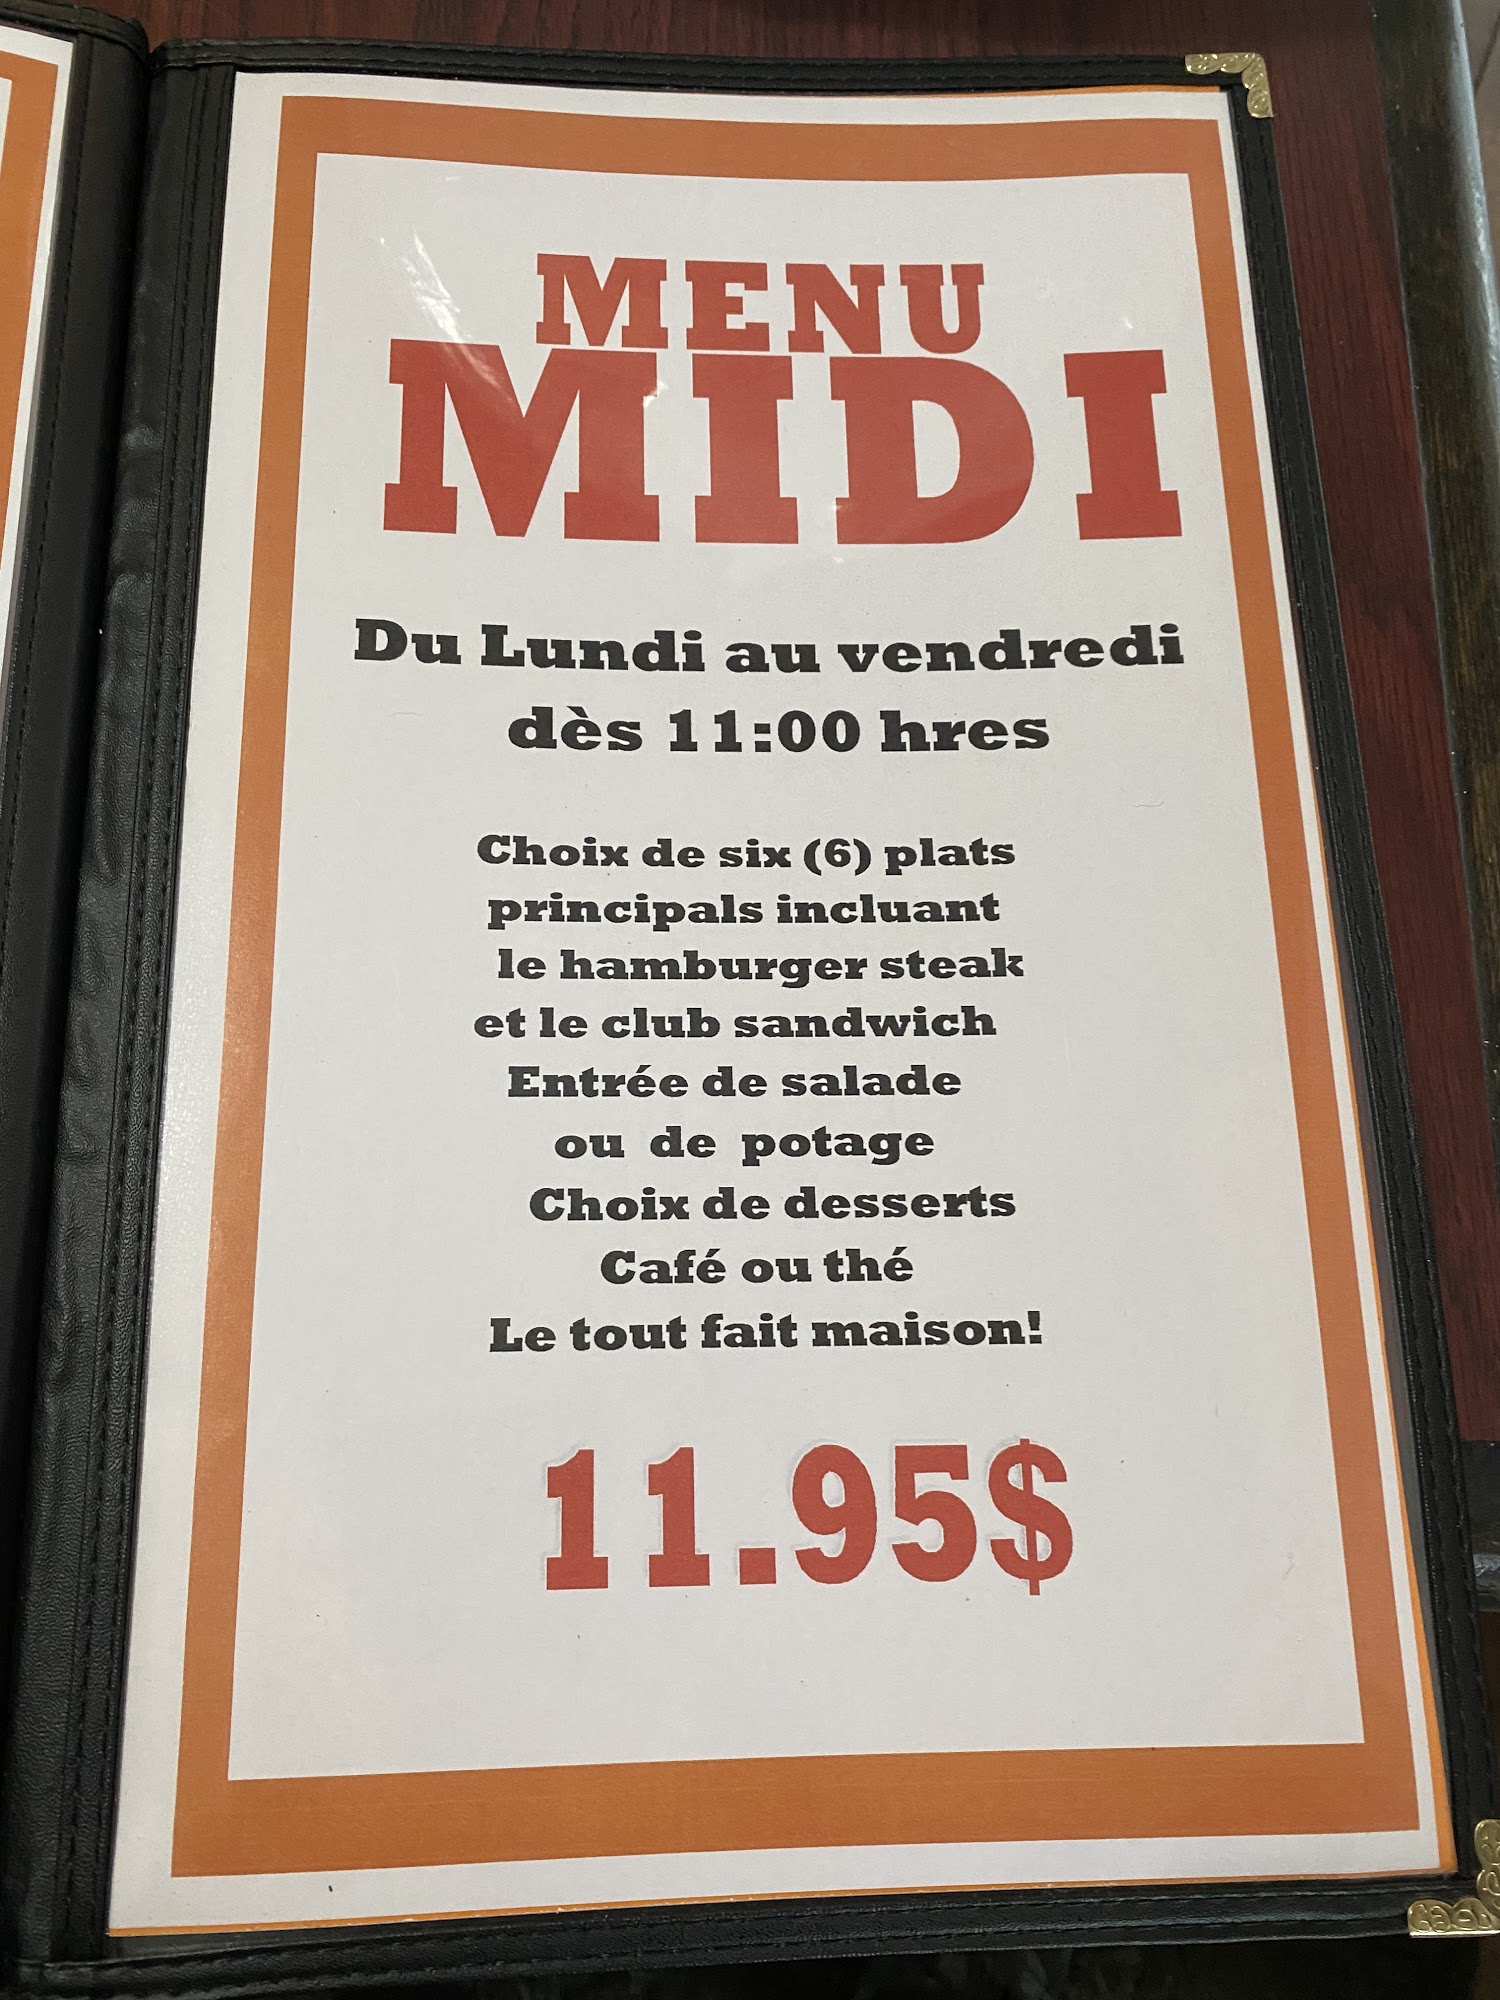 MENU
MIDI
Du Lundi au vendredi
dès 11:00 hres
Choix de six (6) plats
principals incluant
le hamburger steak
et le club sandwich
Entrée de salade
ou de potage
Choix de desserts
Café ou thé
Le tout fait maison!
11.95$